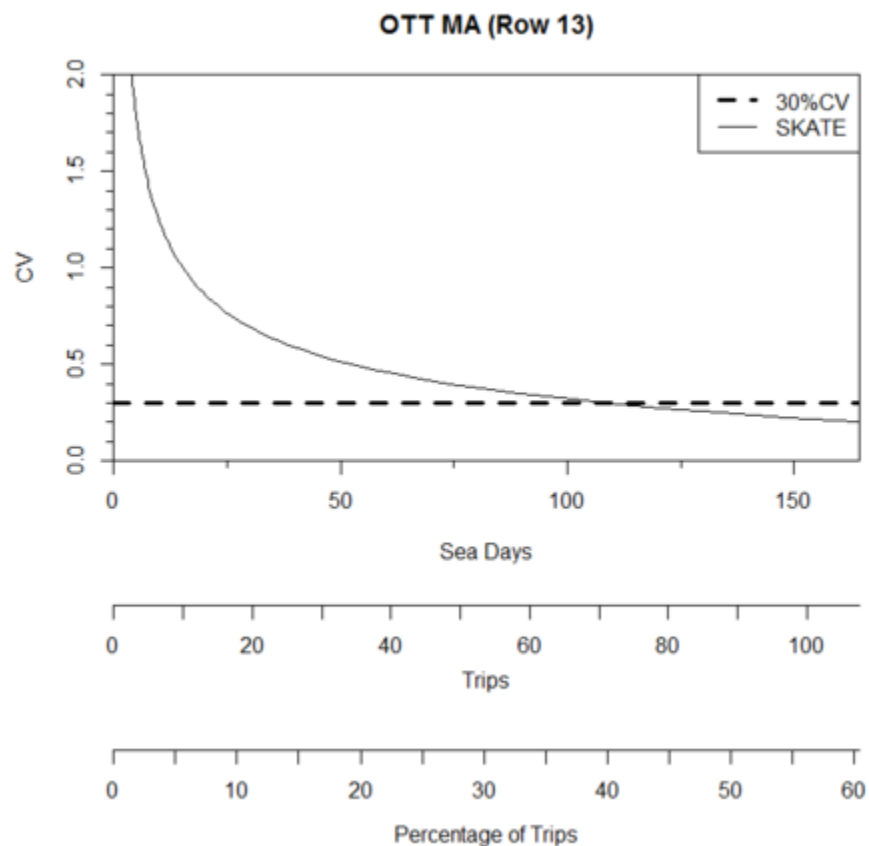 OTT MA (Row 13)
30%CV
SKATE
CV
2.0
1.5
1.0
0.5
0.0
0 50 100 150
Sea Days
0 20 40 60 80 100
Trips
0 10 20 30 40 50 60
Percentage of Trips